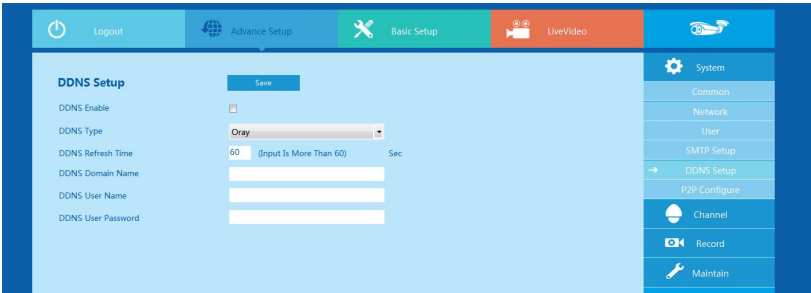 Logout
Advance Setup
Basic Setup
LiveVideo
DDNS Setup
Save
DDNS Enable
DDNS Type
Oray
DDNS Refresh Time
60 (Input Is More Than 60) Sec
DDNS Domain Name
DDNS User Name
DDNS User Password
System
Common
Network
User
SMTP Setup
DDNS Setup
P2P Configure
Channel
Record
Maintain